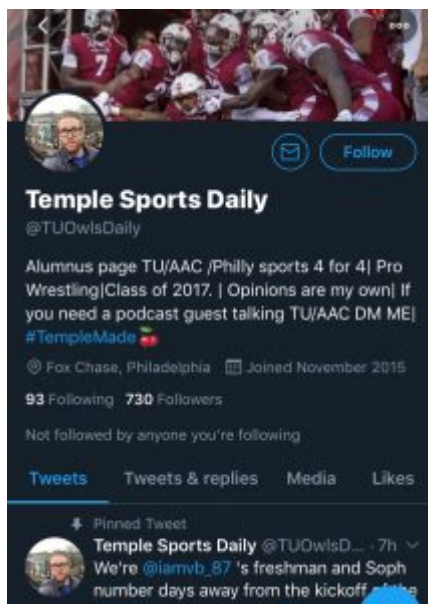 7
Follow
Temple Sports Daily
@TUOwlsDaily
Alumnus page TU/AAC /Philly sports 4 for 4| Pro
Wrestling|Class of 2017. | Opinions are my own| If
you need a podcast guest talking TU/AAC DM ME|
#TempleMade🍒
Fox Chase, Philadelphia Joined November 2015
93 Following 730 Followers
Not followed by anyone you're following
Tweets Tweets & replies Media Likes
Pinned Tweet
Temple Sports Daily @TUOwlsD... · 7h
We're @iamvb_87 's freshman and Soph
number days away from the kickoff of the